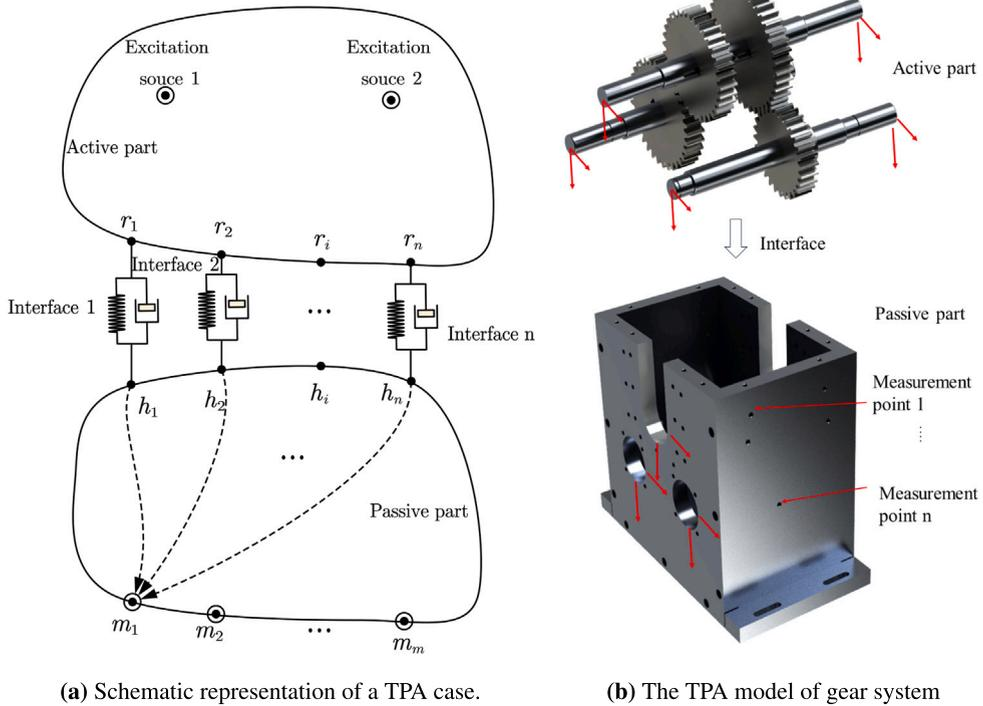 Excitation
souce 1
Excitation
souce 2
Active part
r₁
r₂
rᵢ
rₙ
Interface 2
Interface 1
...
Interface n
h₁
h₂
hᵢ
hₙ
...
Passive part
m₁
m₂
...
mₘ
(a) Schematic representation of a TPA case.
Active part
Interface
Passive part
Measurement
point 1
......
Measurement
point n
(b) The TPA model of gear system